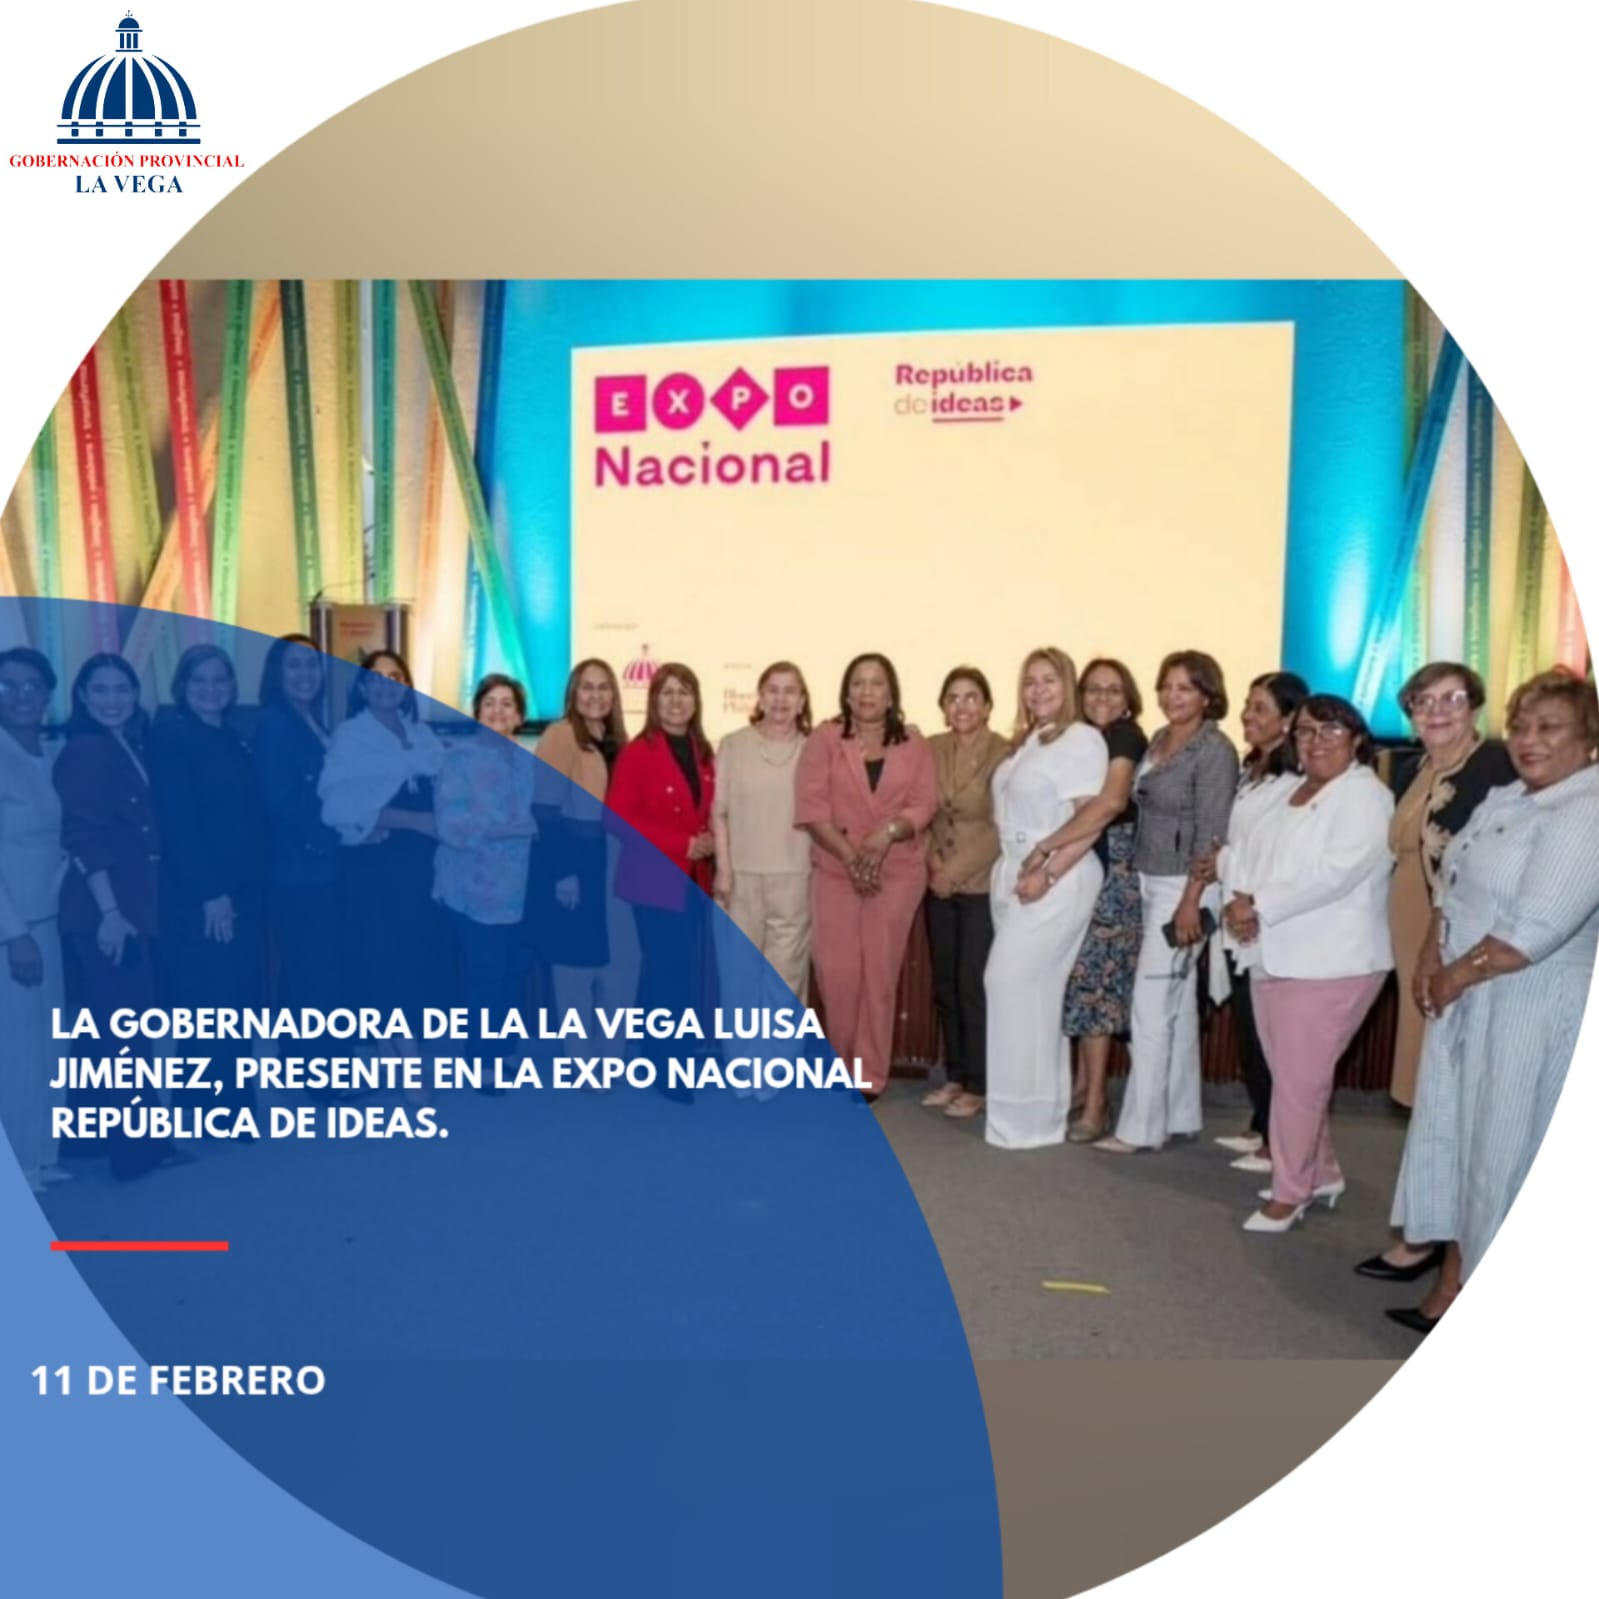 GOBERNACIÓN PROVINCIAL
LA VEGA
EXPO
Nacional
República
de ideas
LA GOBERNADORA DE LA LA VEGA LUISA
JIMÉNEZ, PRESENTE EN LA EXPO NACIONAL
REPÚBLICA DE IDEAS.
11 DE FEBRERO